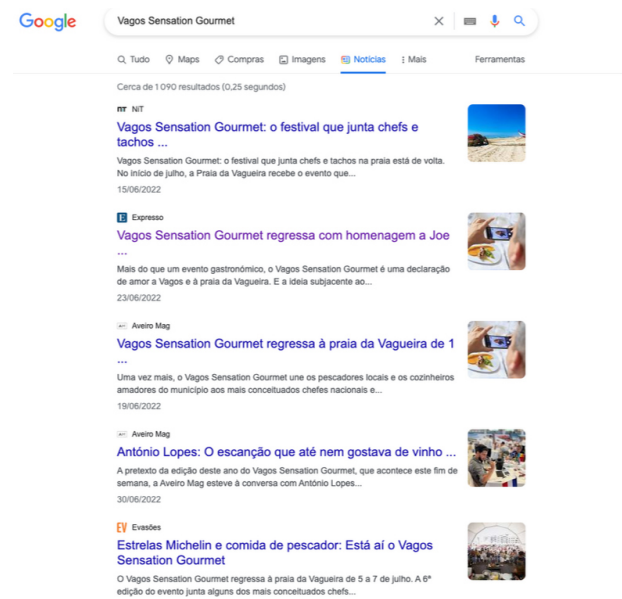 Google
Vagos Sensation Gourmet
Tudo Maps Compras Imagens Notícias Mais Ferramentas
Cerca de 1 090 resultados (0,25 segundos)
NiT NiT
Vagos Sensation Gourmet: o festival que junta chefs e
tachos ...
Vagos Sensation Gourmet: o festival que junta chefs e tachos na praia está de volta.
No início de julho, a Praia da Vagueira recebe o evento que...
15/06/2022
E Expresso
Vagos Sensation Gourmet regressa com homenagem a Joe
...
Mais do que um evento gastronómico, o Vagos Sensation Gourmet é uma declaração
de amor a Vagos e à praia da Vagueira. E a ideia subjacente ao...
23/06/2022
Aveiro Mag
Vagos Sensation Gourmet regressa à praia da Vagueira de 1
...
Uma vez mais, o Vagos Sensation Gourmet une os pescadores locais e os cozinheiros
amadores do município aos mais conceituados chefes nacionais e...
19/06/2022
Aveiro Mag
António Lopes: O escanção que até nem gostava de vinho ...
A pretexto da edição deste ano do Vagos Sensation Gourmet, que acontece este fim de
semana, a Aveiro Mag esteve à conversa com António Lopes...
30/06/2022
EV Evasões
Estrelas Michelin e comida de pescador: Está aí o Vagos
Sensation Gourmet
O Vagos Sensation Gourmet regressa à praia da Vagueira de 5 a 7 de julho. A 6ª
edição do evento junta alguns dos mais conceituados chefs...